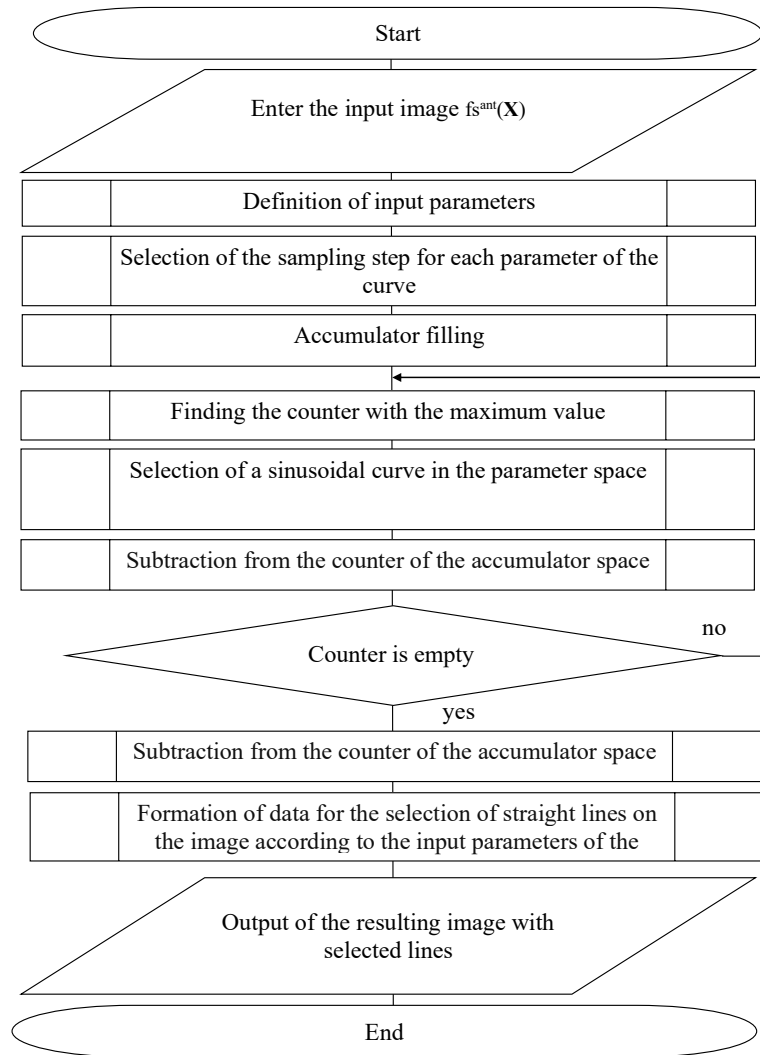 Start
Enter the input image fsᵃⁿᵗ(X)
Definition of input parameters
Selection of the sampling step for each parameter of the
curve
Accumulator filling
Finding the counter with the maximum value
Selection of a sinusoidal curve in the parameter space
Subtraction from the counter of the accumulator space
no
Counter is empty
yes
Subtraction from the counter of the accumulator space
Formation of data for the selection of straight lines on
the image according to the input parameters of the
Output of the resulting image with
selected lines
End